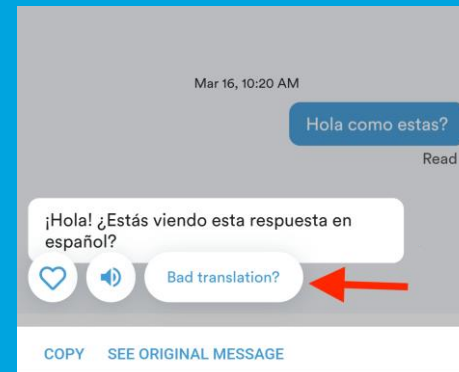 Mar 16, 10:20 AM
Hola como estas?
Read
¡Hola! ¿Estás viendo esta respuesta en
español?
Bad translation?
COPY SEE ORIGINAL MESSAGE